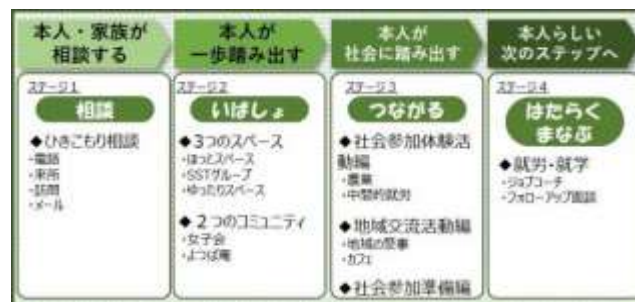 本人・家族が
相談する
本人が
一歩踏み出す
本人が
社会に踏み出す
本人らしい
次のステップへ
ステージ1
相談
◆ひきこもり相談
・電話
・来所
・訪問
・メール
ステージ2
いばしょ
◆3つのスペース
・ほっとスペース
・SSTグループ
・ゆったりスペース
◆2つのコミュニティ
・女子会
・よつば庵
ステージ3
つながる
◆社会参加体験活
動編
・農業
・中間的就労
◆地域交流活動編
・地域の祭事
・カフェ
◆社会参加準備編
ステージ4
はたらく
まなぶ
◆就労・就学
・ジョブコーチ
・フォローアップ面談